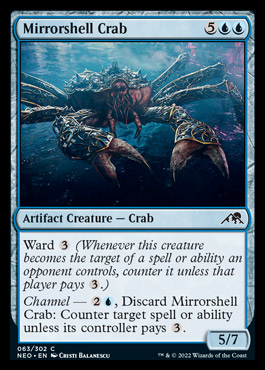 Mirrorshell Crab 5
Artifact Creature — Crab
Ward 3 (Whenever this creature
becomes the target of a spell or ability an
opponent controls, counter it unless that
player pays 3.)
Channel — 2, Discard Mirrorshell
Crab: Counter target spell or ability
unless its controller pays 3.
5/7
063/302 C
NEO • EN Cristi Balanescu
™ & © 2022 Wizards of the Coast